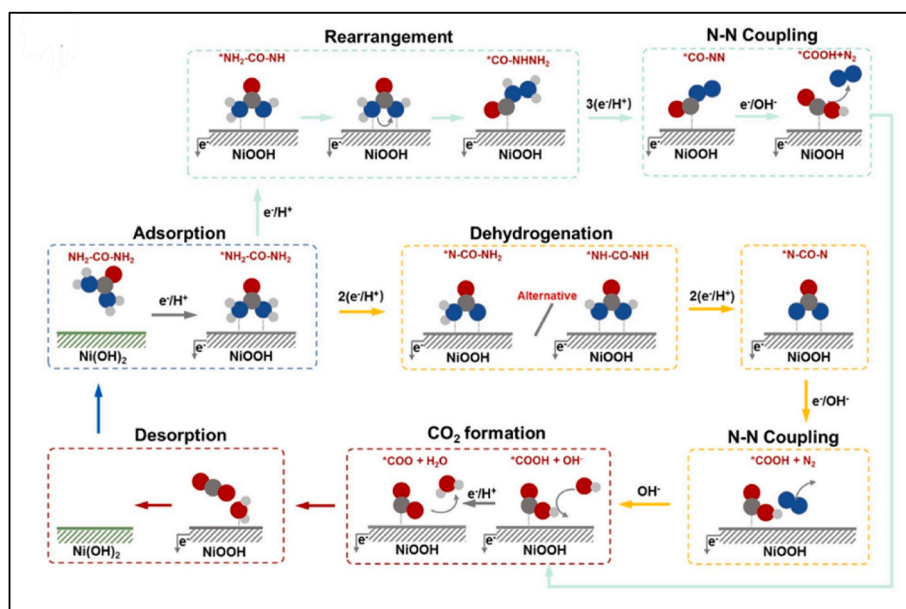 Rearrangement
N-N Coupling
*NH₂-CO-NH
*CO-NHNH₂
*CO-NN
*COOH+N₂
3(e⁻/H⁺)
e⁻/OH⁻
e⁻
NiOOH
e⁻
NiOOH
e⁻
NiOOH
e⁻
NiOOH
e⁻
NiOOH
e⁻/H⁺
Adsorption
Dehydrogenation
NH₂-CO-NH₂
*NH₂-CO-NH₂
*N-CO-NH₂
*NH-CO-NH
*N-CO-N
e⁻/H⁺
2(e⁻/H⁺)
Alternative
2(e⁻/H⁺)
Ni(OH)₂
e⁻
NiOOH
e⁻
NiOOH
e⁻
NiOOH
e⁻
NiOOH
e⁻/OH⁻
Desorption
CO₂ formation
N-N Coupling
*COO + H₂O
*COOH + OH⁻
*COOH + N₂
e⁻/H⁺
OH⁻
Ni(OH)₂
e⁻
NiOOH
e⁻
NiOOH
e⁻
NiOOH
e⁻
NiOOH